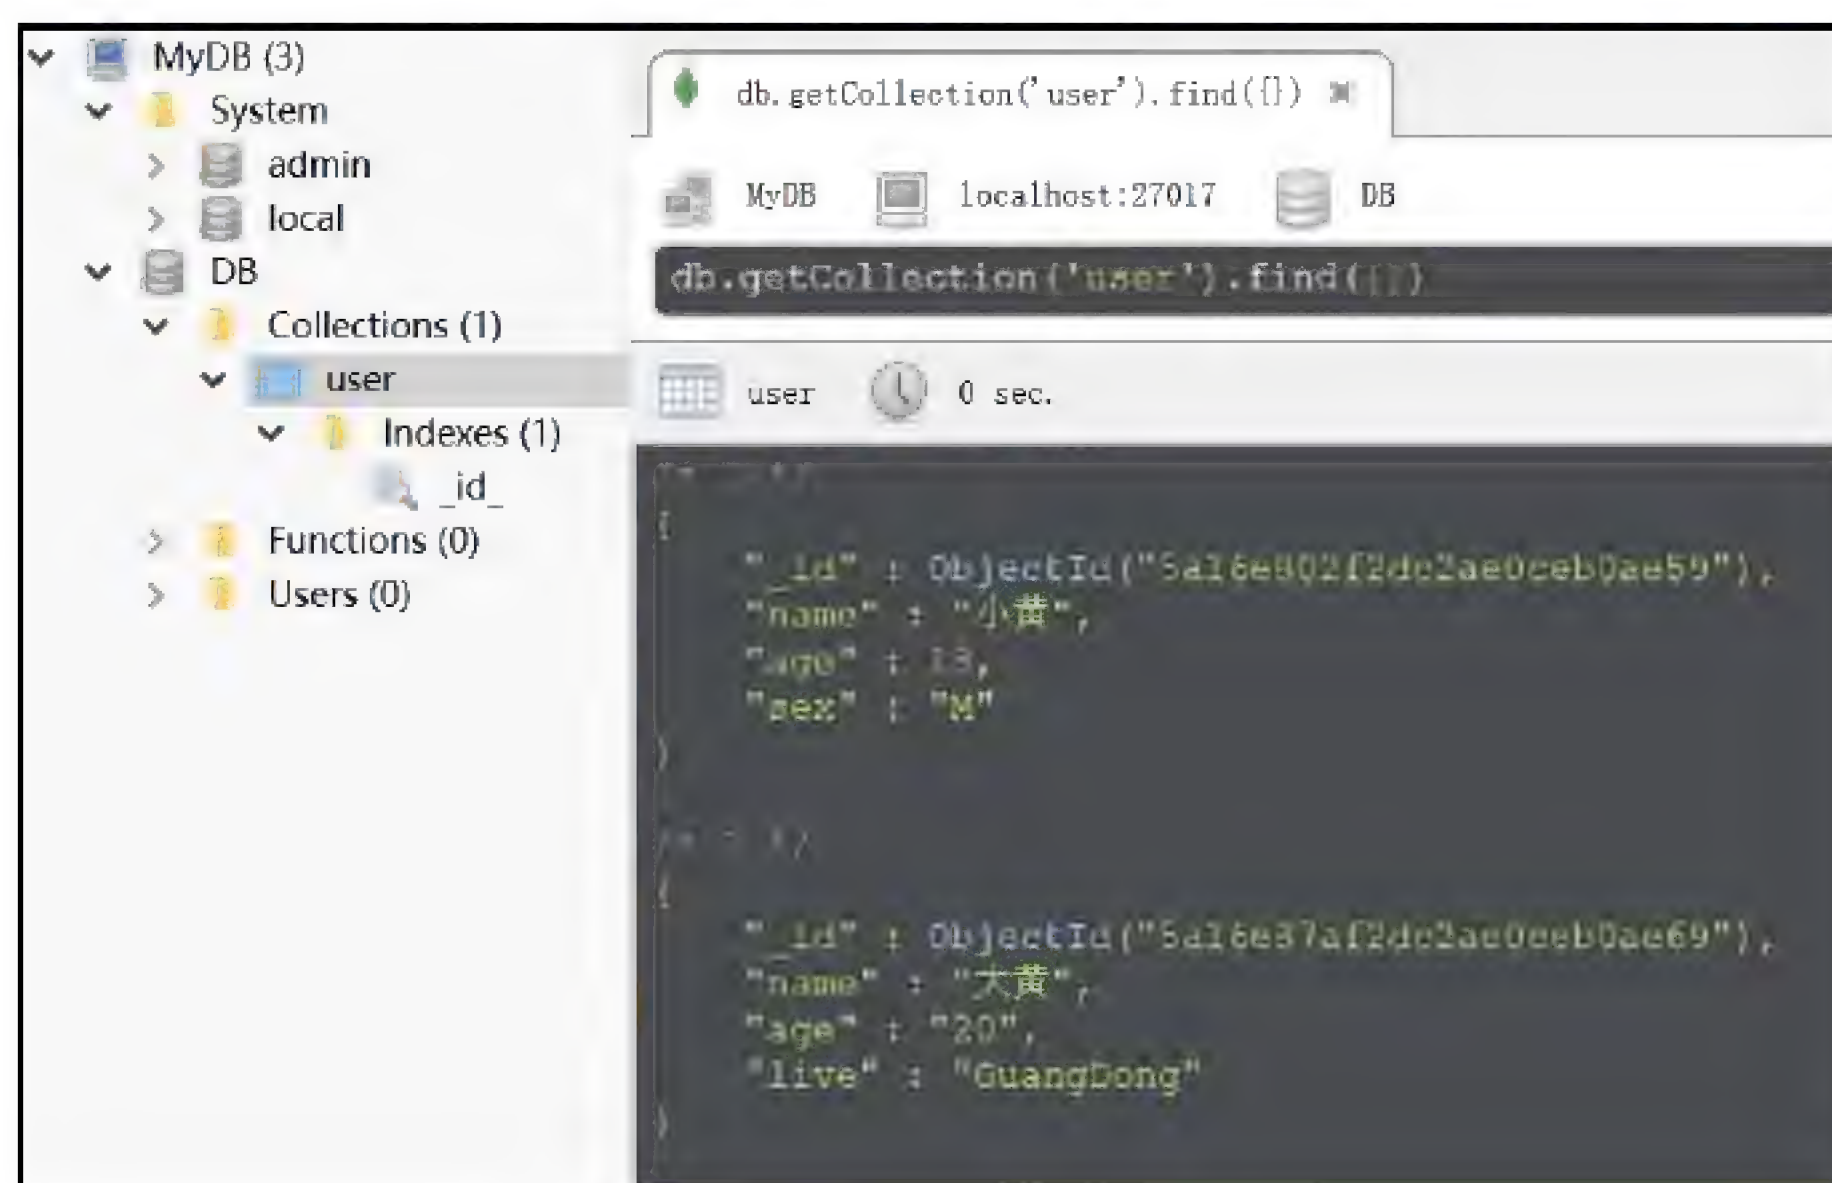 MyDB (3)
System
admin
local
DB
Collections (1)
user
Indexes (1)
_id_
Functions (0)
Users (0)
db.getCollection('user').find({})
MyDB localhost:27017 DB
db.getCollection('user').find({})
user 0 sec.
{
"_id" : ObjectId("5a16e802f2dc2ae0ceb0ae59"),
"name" : "小黄",
"age" : 13,
"sex" : "M"
}
{
"_id" : ObjectId("5a16e87af2dc2ae0ceb0ae69"),
"name" : "大黄",
"age" : "20",
"live" : "GuangDong"
}